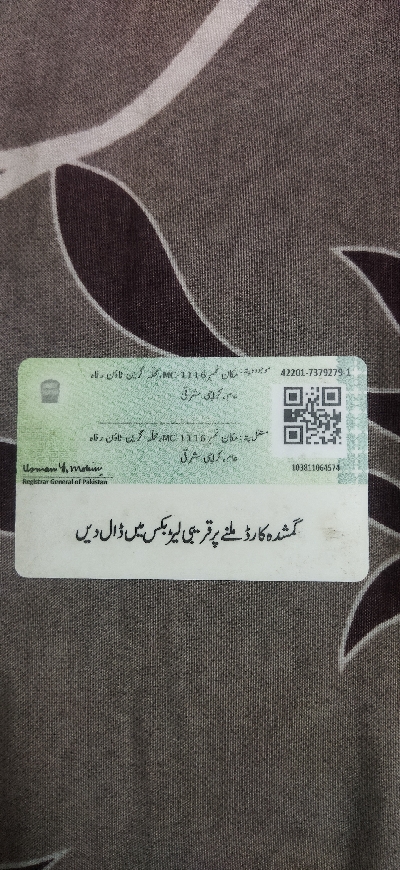 42201-7379279-1
موجودہ پتہ: مکان نمبر MC-1116، محلہ گرین ٹاؤن رفاہ
عام، کراچی شرقی
مستقل پتہ: مکان نمبر MC-1116، محلہ گرین ٹاؤن رفاہ
عام، کراچی شرقی
103811064574
Registrar General of Pakistan
گمشدہ کارڈ ملنے پر قریبی لیٹر بکس میں ڈال دیں